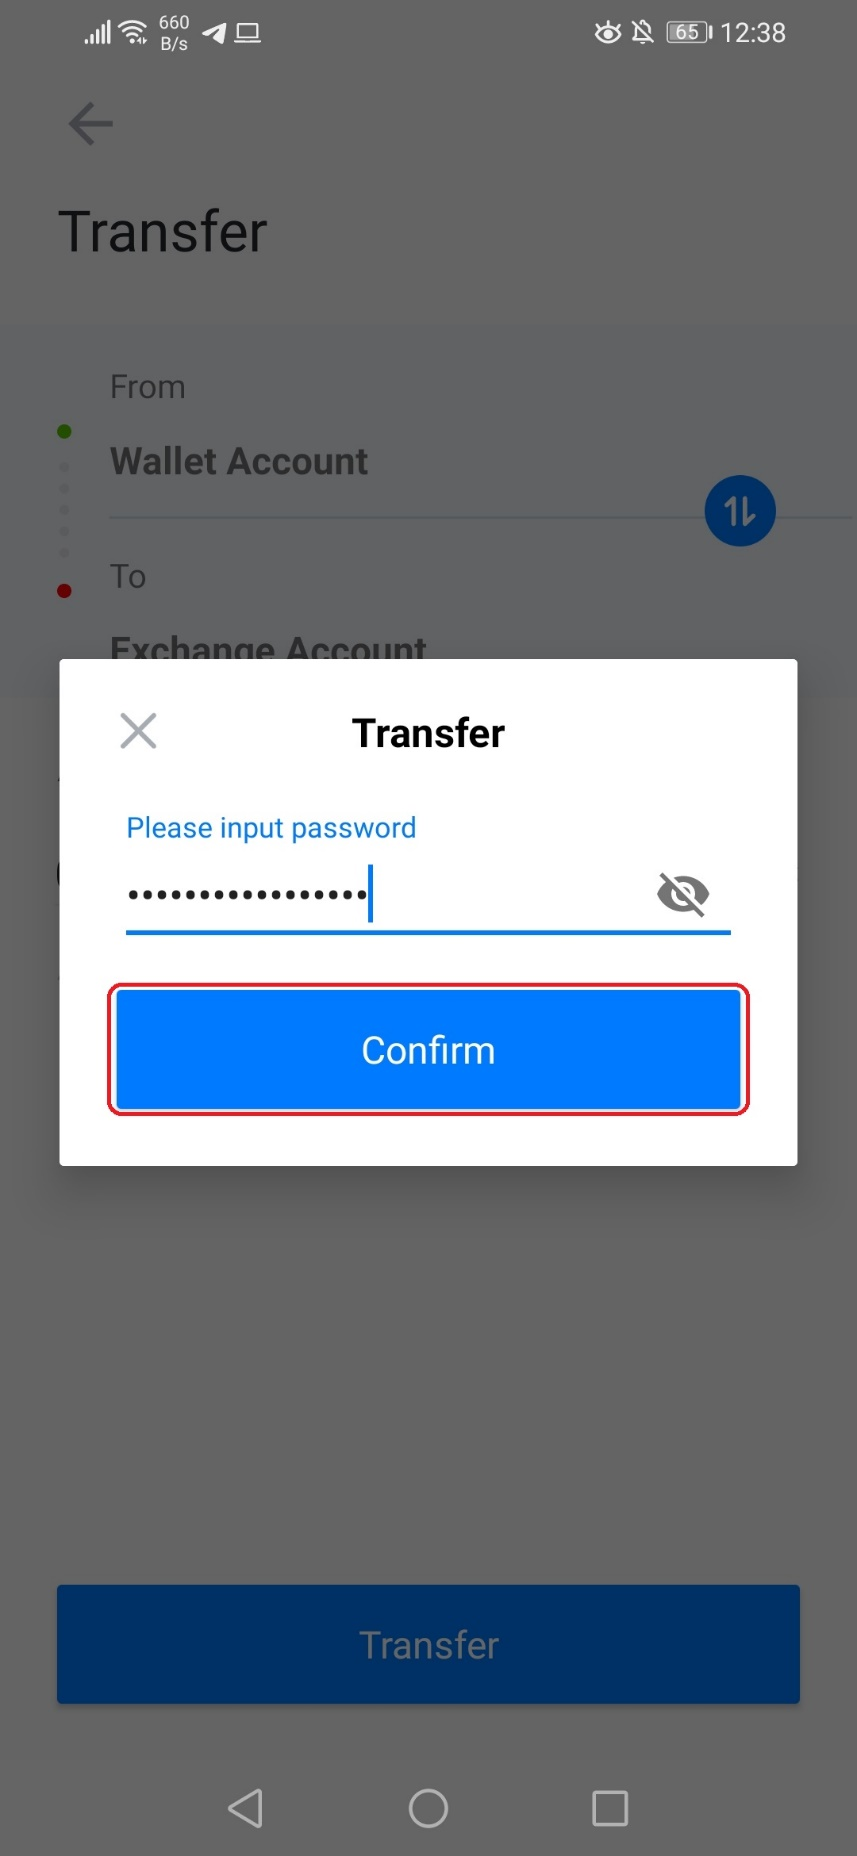 660
B/s
65 12:38
Transfer
From
Wallet Account
To
Exchange Account
Transfer
Please input password
•••••••••••••••••
Confirm
Transfer